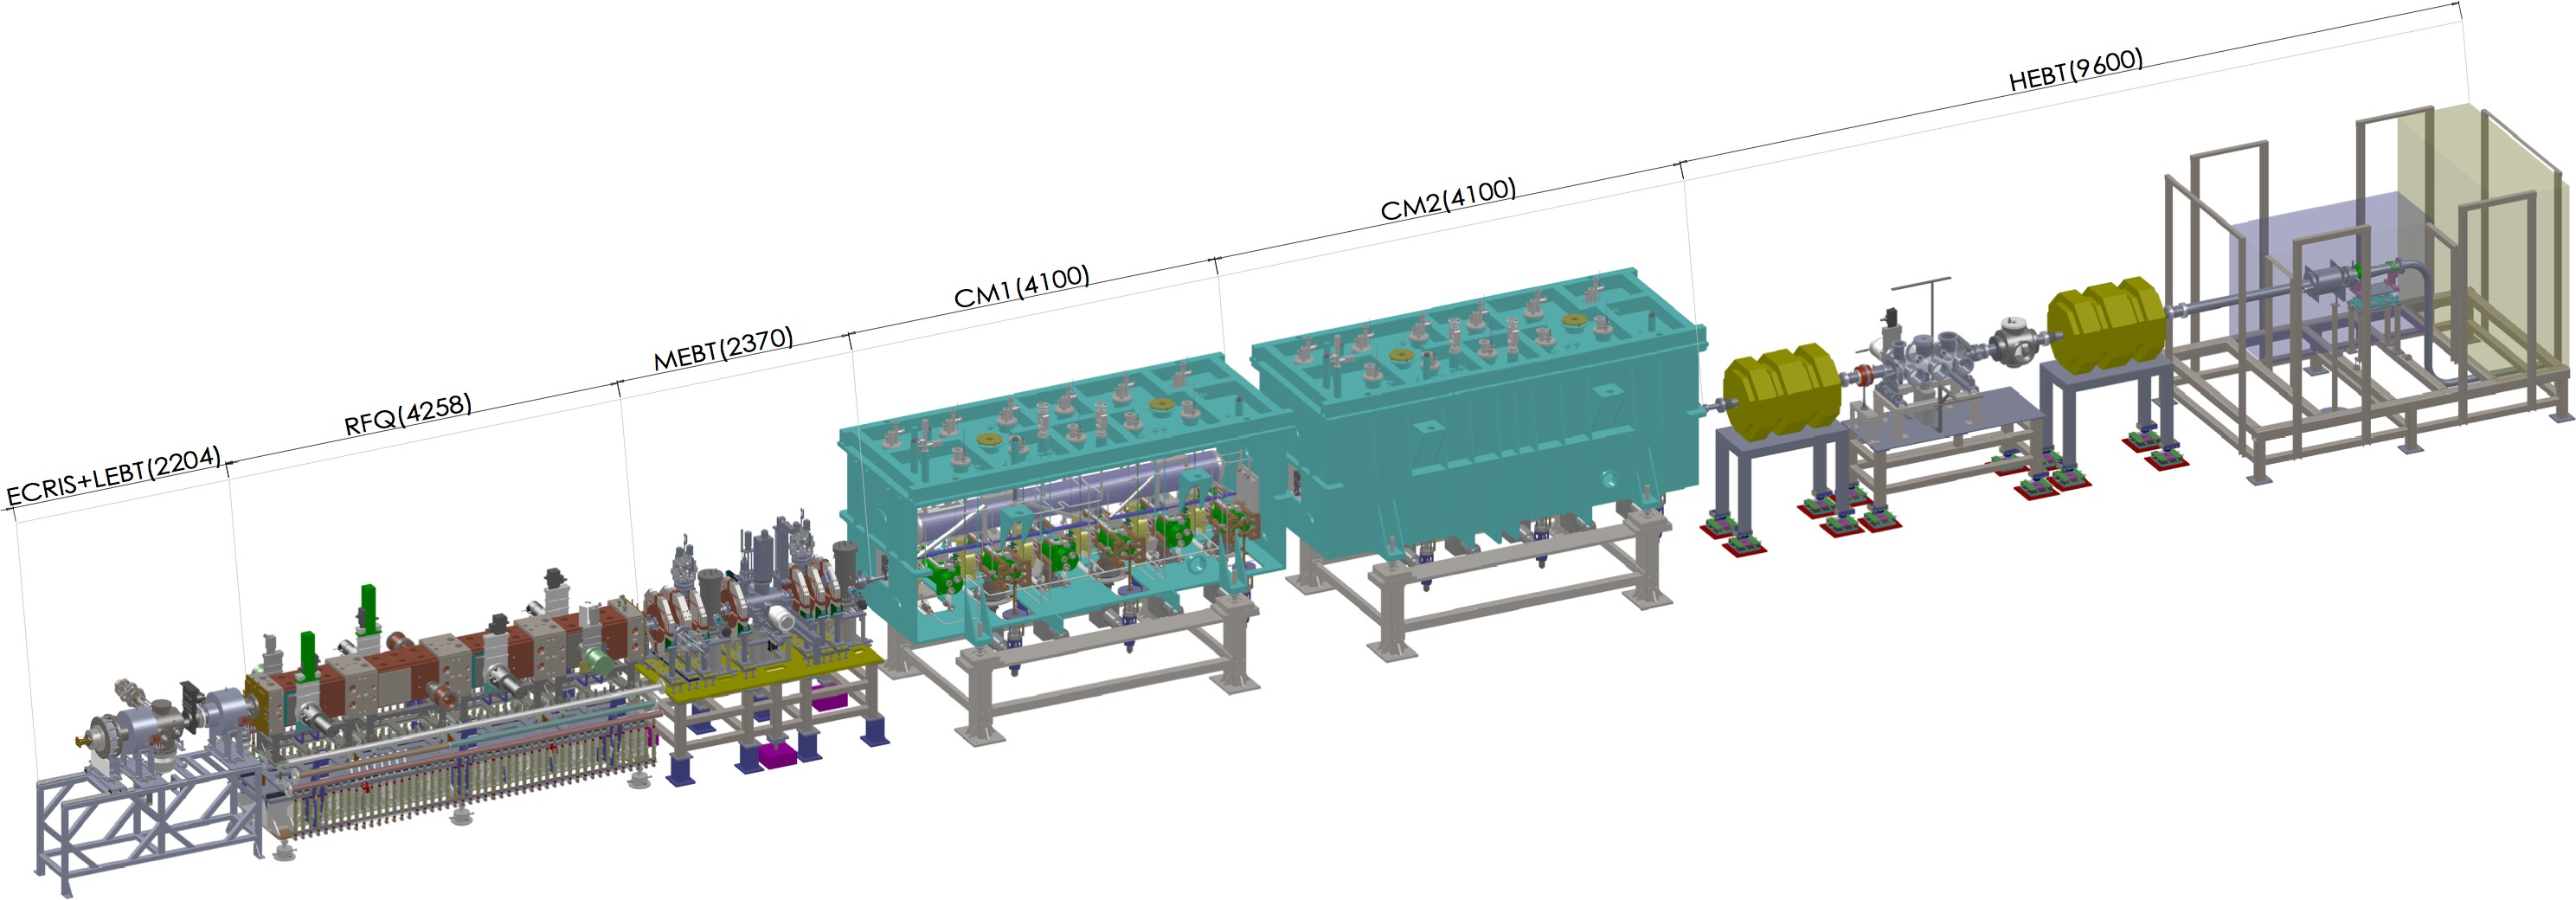 ECRIS+LEBT(2204)
RFQ(4258)
MEBT(2370)
CM1(4100)
CM2(4100)
HEBT(9600)